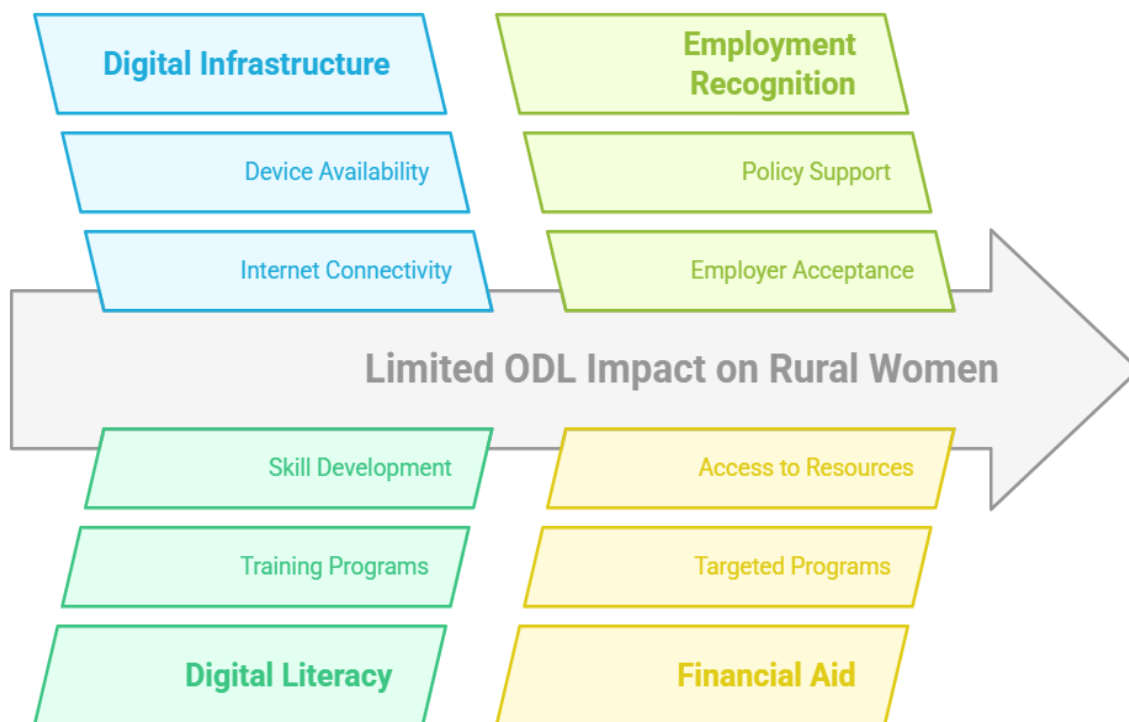 Digital Infrastructure
Device Availability
Internet Connectivity
Employment
Recognition
Policy Support
Employer Acceptance
Limited ODL Impact on Rural Women
Skill Development
Training Programs
Digital Literacy
Access to Resources
Targeted Programs
Financial Aid